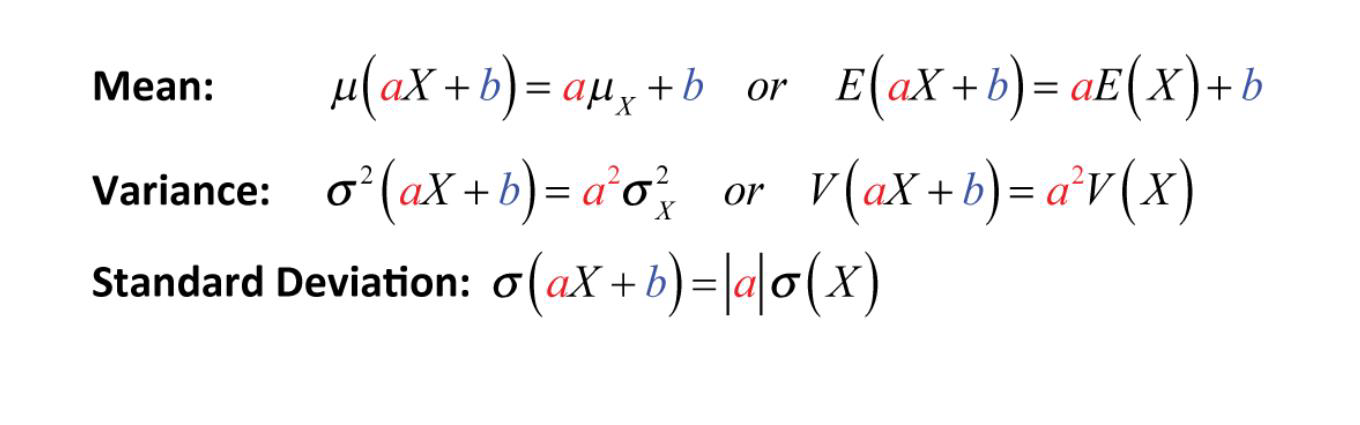 Mean: μ(aX + b) = aμ_X + b or E(aX + b) = aE(X) + b
Variance: σ²(aX + b) = a²σ²_X or V(aX + b) = a²V(X)
Standard Deviation: σ(aX + b) = |a|σ(X)